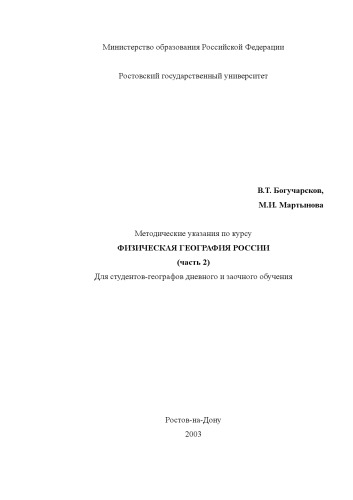 Министерство образования Российской Федерации
Ростовский государственный университет
В.Т. Богучарсков,
М.И. Мартынова
Методические указания по курсу
ФИЗИЧЕСКАЯ ГЕОГРАФИЯ РОССИИ
(часть 2)
Для студентов-географов дневного и заочного обучения
Ростов-на-Дону
2003